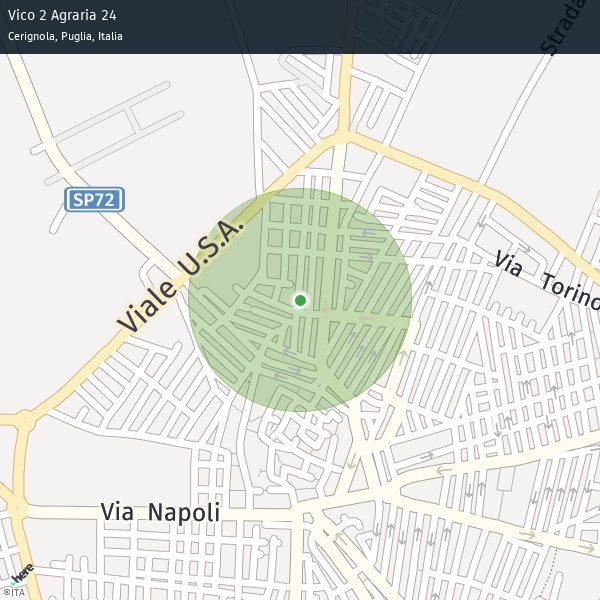 Vico 2 Agraria 24
Cerignola, Puglia, Italia
Strada
SP72
Viale U.S.A.
Via Torino
Via Napoli
here
©ITA